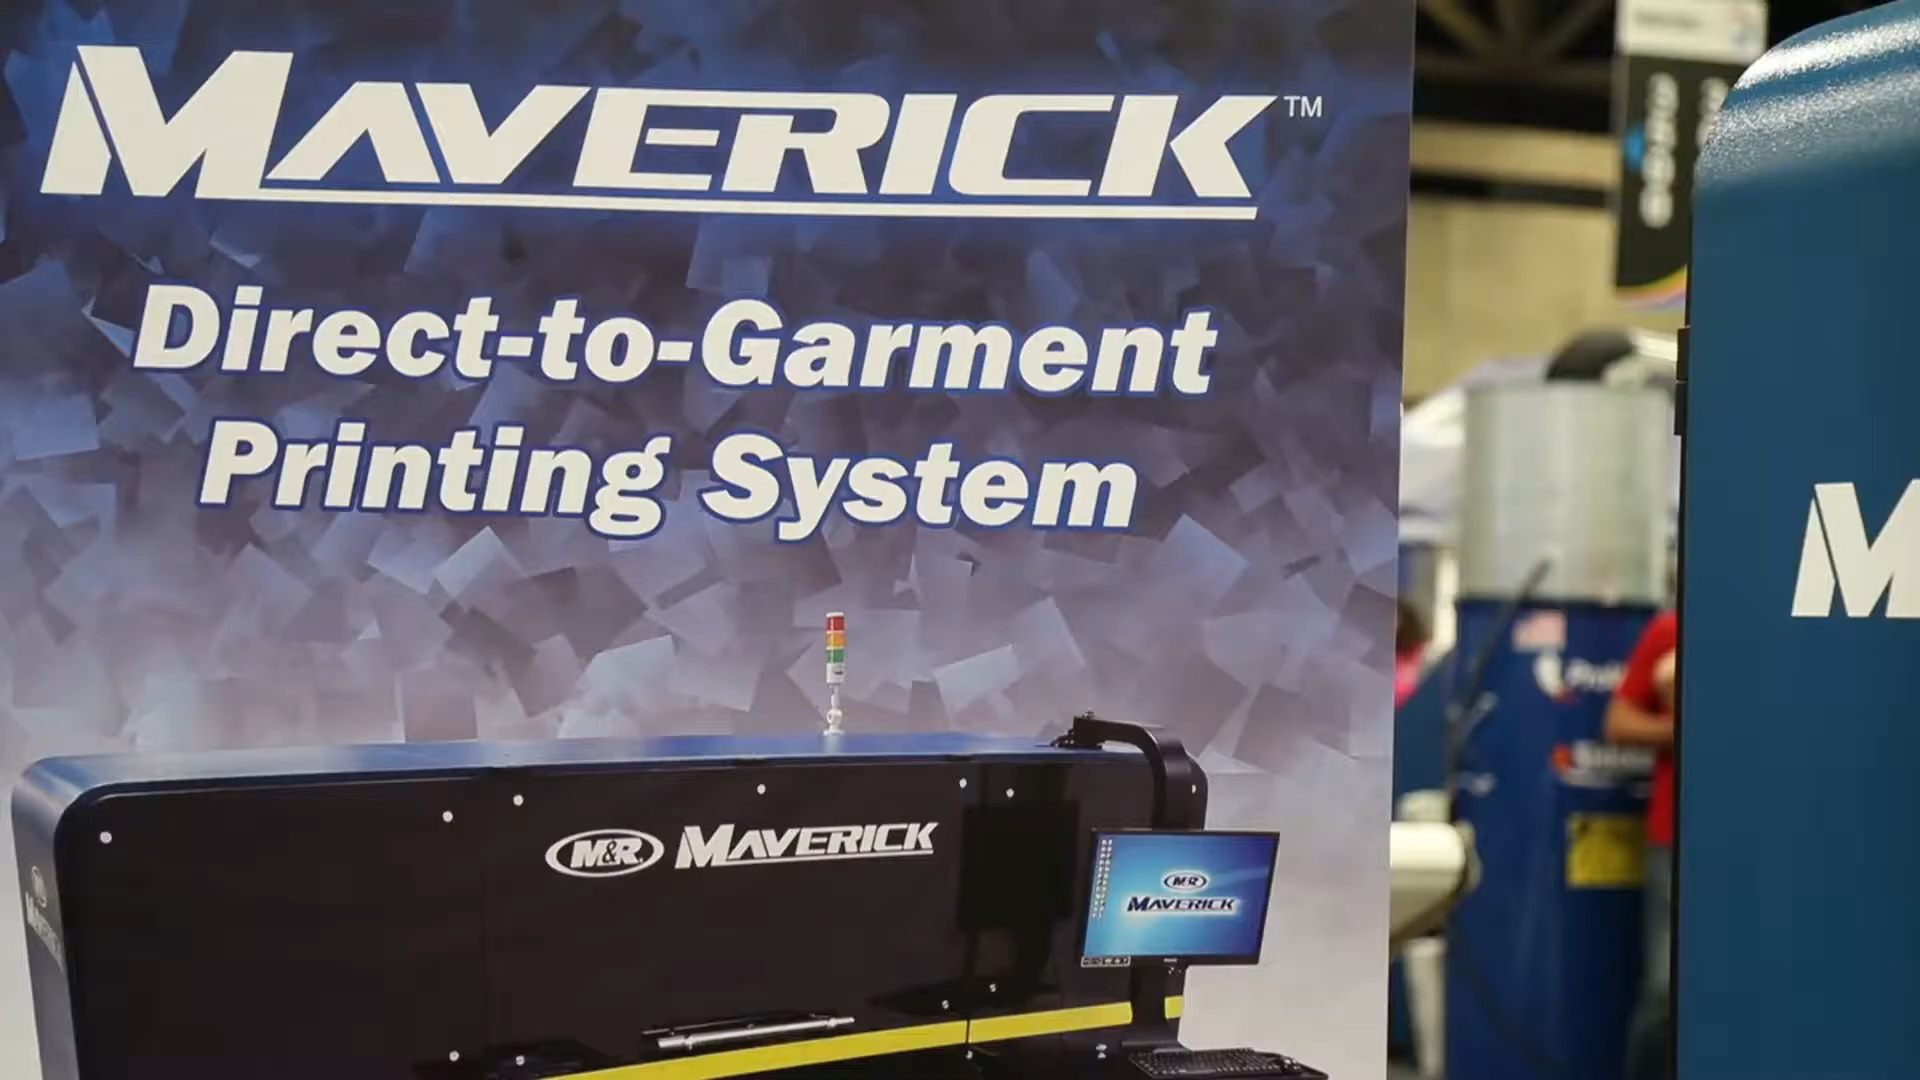 MAVERICK™
Direct-to-Garment
Printing System
M&R MAVERICK
M&R
MAVERICK
M